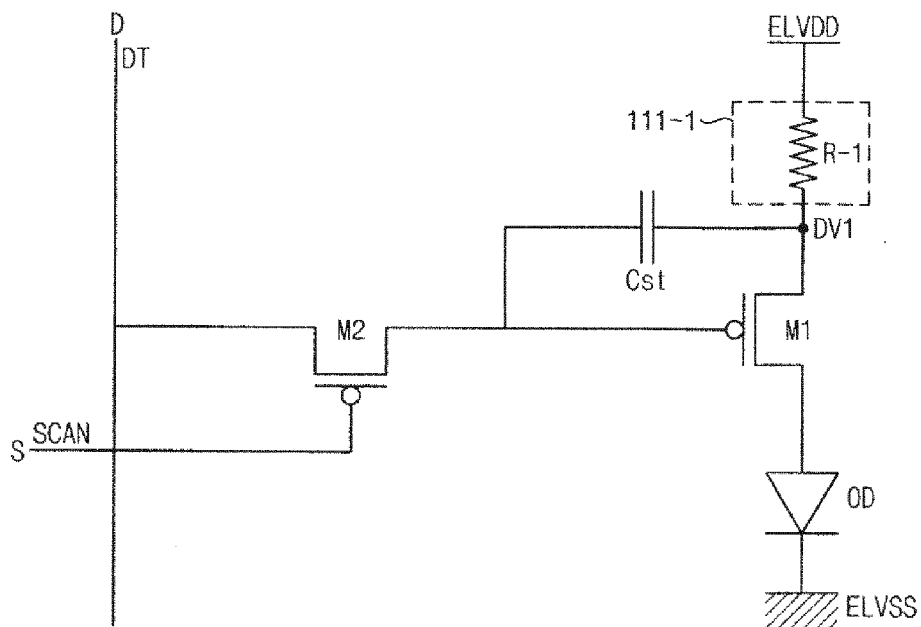 D
DT
ELVDD
111-1
R-1
DV1
Cst
M2
M1
SCAN
S
OD
ELVSS